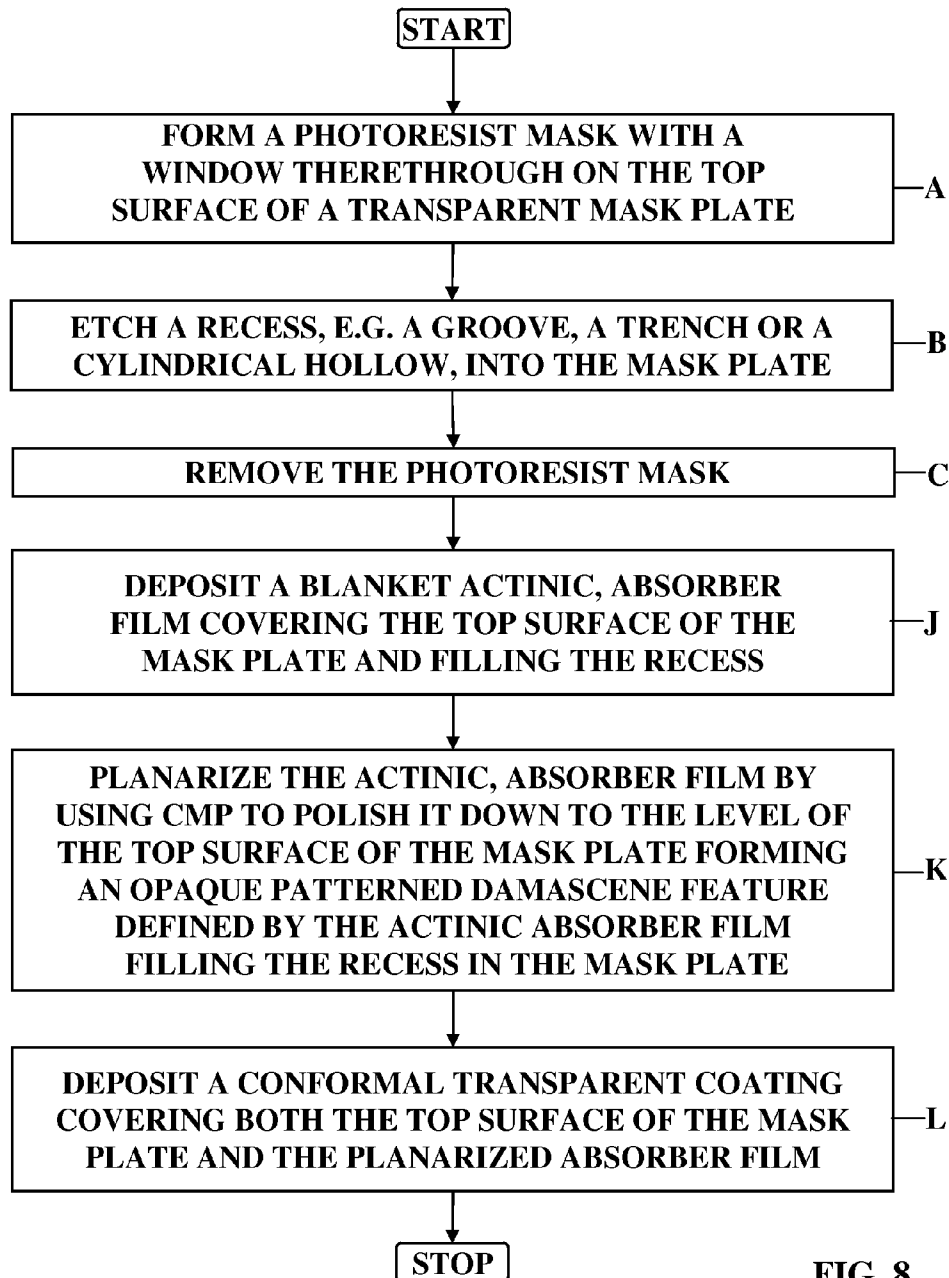 START
FORM A PHOTORESIST MASK WITH A
WINDOW THERETHROUGH ON THE TOP
SURFACE OF A TRANSPARENT MASK PLATE
A
ETCH A RECESS, E.G. A GROOVE, A TRENCH OR A
CYLINDRICAL HOLLOW, INTO THE MASK PLATE
B
REMOVE THE PHOTORESIST MASK
C
DEPOSIT A BLANKET ACTINIC, ABSORBER
FILM COVERING THE TOP SURFACE OF THE
MASK PLATE AND FILLING THE RECESS
J
PLANARIZE THE ACTINIC, ABSORBER FILM BY
USING CMP TO POLISH IT DOWN TO THE LEVEL OF
THE TOP SURFACE OF THE MASK PLATE FORMING
AN OPAQUE PATTERNED DAMASCENE FEATURE
DEFINED BY THE ACTINIC ABSORBER FILM
FILLING THE RECESS IN THE MASK PLATE
K
DEPOSIT A CONFORMAL TRANSPARENT COATING
COVERING BOTH THE TOP SURFACE OF THE MASK
PLATE AND THE PLANARIZED ABSORBER FILM
L
STOP
FIG. 8